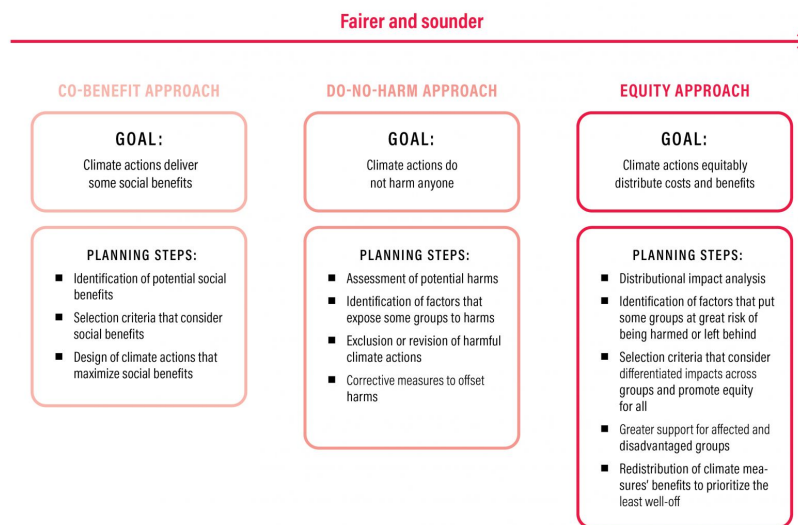 Fairer and sounder
CO-BENEFIT APPROACH
GOAL:
Climate actions deliver
some social benefits
PLANNING STEPS:
■ Identification of potential social
benefits
■ Selection criteria that consider
social benefits
■ Design of climate actions that
maximize social benefits
DO-NO-HARM APPROACH
GOAL:
Climate actions do
not harm anyone
PLANNING STEPS:
■ Assessment of potential harms
■ Identification of factors that
expose some groups to harms
■ Exclusion or revision of harmful
climate actions
■ Corrective measures to offset
harms
EQUITY APPROACH
GOAL:
Climate actions equitably
distribute costs and benefits
PLANNING STEPS:
■ Distributional impact analysis
■ Identification of factors that put
some groups at great risk of
being harmed or left behind
■ Selection criteria that consider
differentiated impacts across
groups and promote equity
for all
■ Greater support for affected and
disadvantaged groups
■ Redistribution of climate mea-
sures’ benefits to prioritize the
least well-off